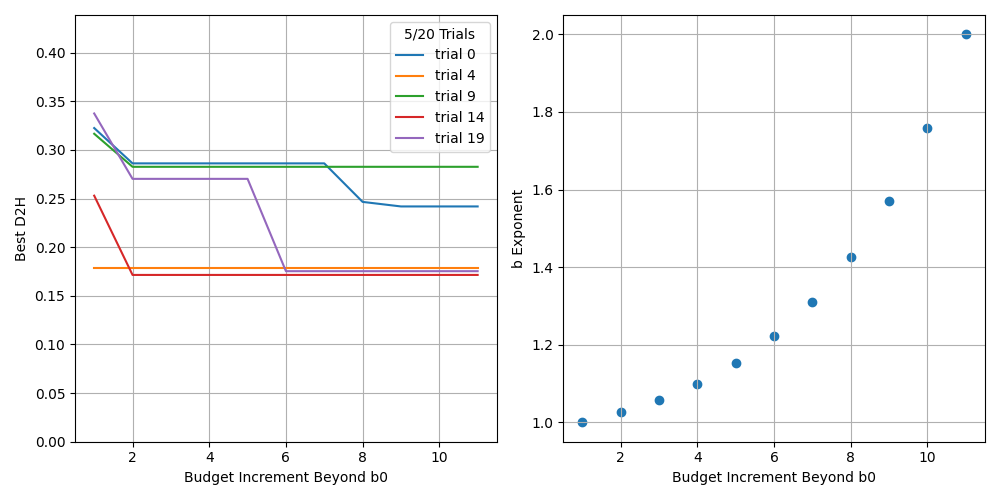 5/20 Trials
trial 0
trial 4
trial 9
trial 14
trial 19
0.40
0.35
0.30
0.25
0.20
0.15
0.10
0.05
0.00
Best D2H
2 4 6 8 10
Budget Increment Beyond b0
2.0
1.8
1.6
1.4
1.2
1.0
b Exponent
2 4 6 8 10
Budget Increment Beyond b0